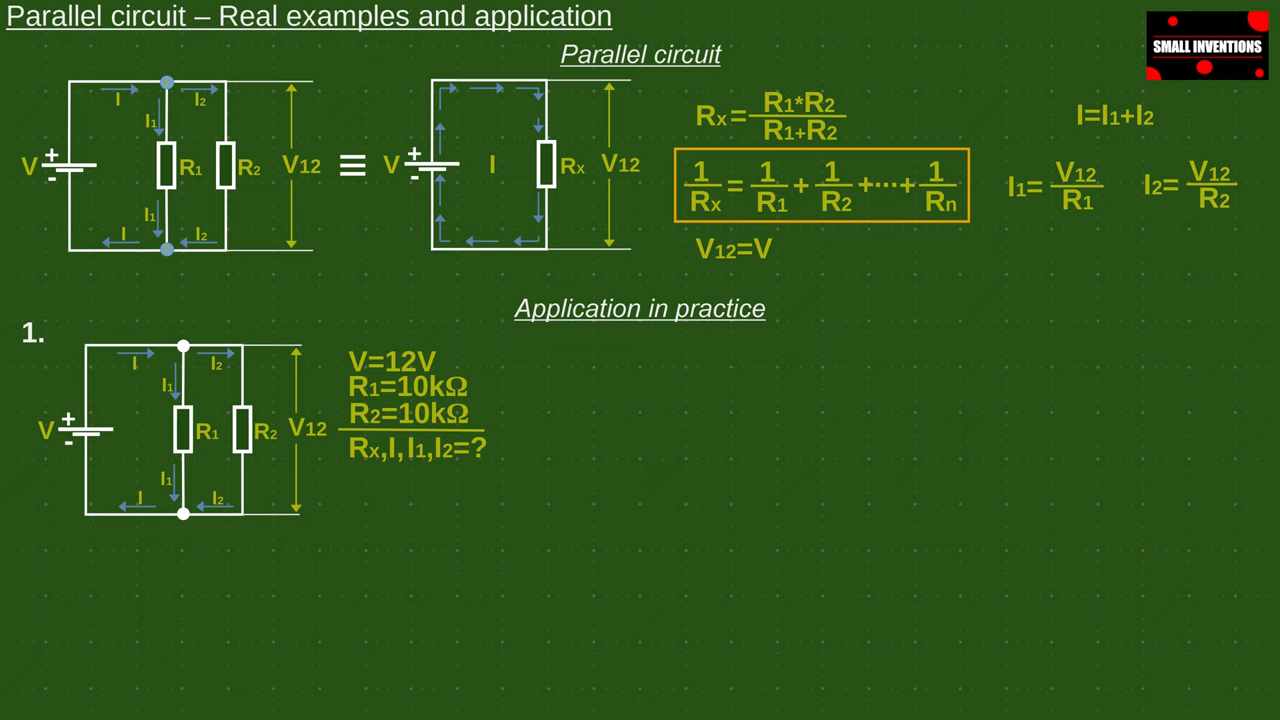 Parallel circuit – Real examples and application
SMALL INVENTIONS
Parallel circuit
I I2
I1
V + - R1 R2 V12
I1
I I2
≡
V + - I Rx V12
Rx = R1*R2 / R1+R2
1/Rx = 1/R1 + 1/R2 +...+ 1/Rn
V12=V
I=I1+I2
I1= V12/R1 I2= V12/R2
Application in practice
1.
I I2
I1
V + - R1 R2 V12
I1
I I2
V=12V
R1=10kΩ
R2=10kΩ
Rx,I,I1,I2=?